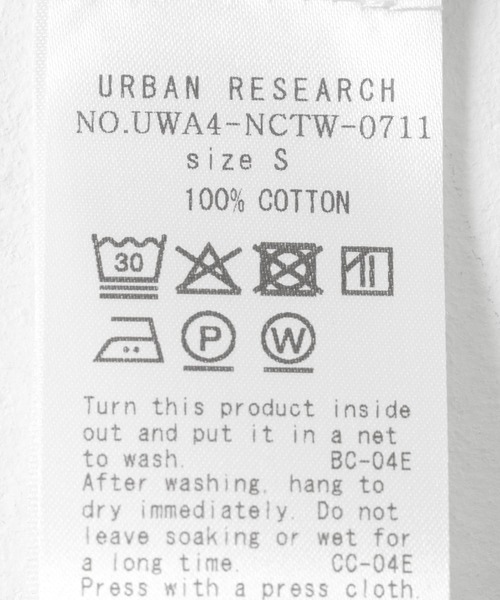 URBAN RESEARCH
NO.UWA4-NCTW-0711
size S
100% COTTON
30
P W
Turn this product inside
out and put it in a net
to wash. BC-04E
After washing, hang to
dry immediately. Do not
leave soaking or wet for
a long time. CC-04E
Press with a press cloth.